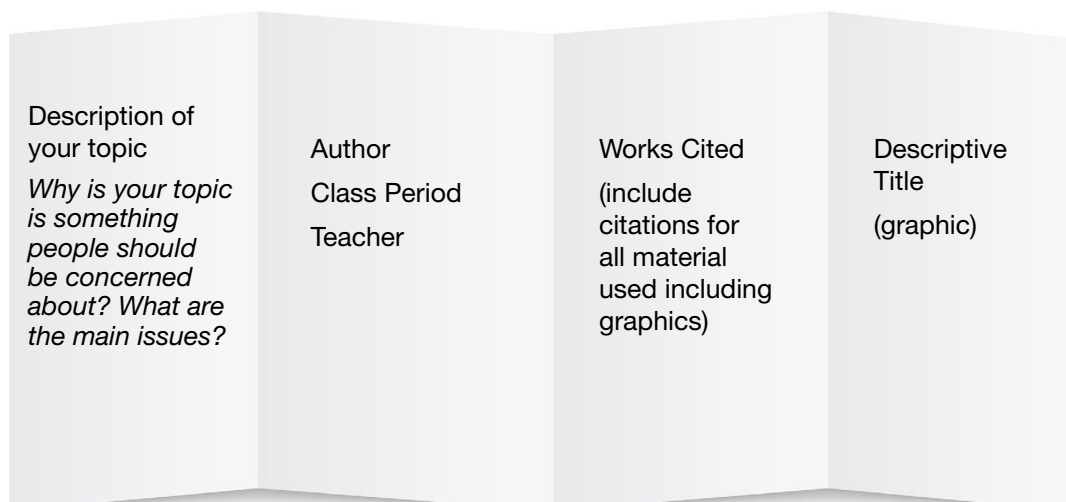 Description of
your topic
Why is your topic
is something
people should
be concerned
about? What are
the main issues?
Author
Class Period
Teacher
Works Cited
(include
citations for
all material
used including
graphics)
Descriptive
Title
(graphic)